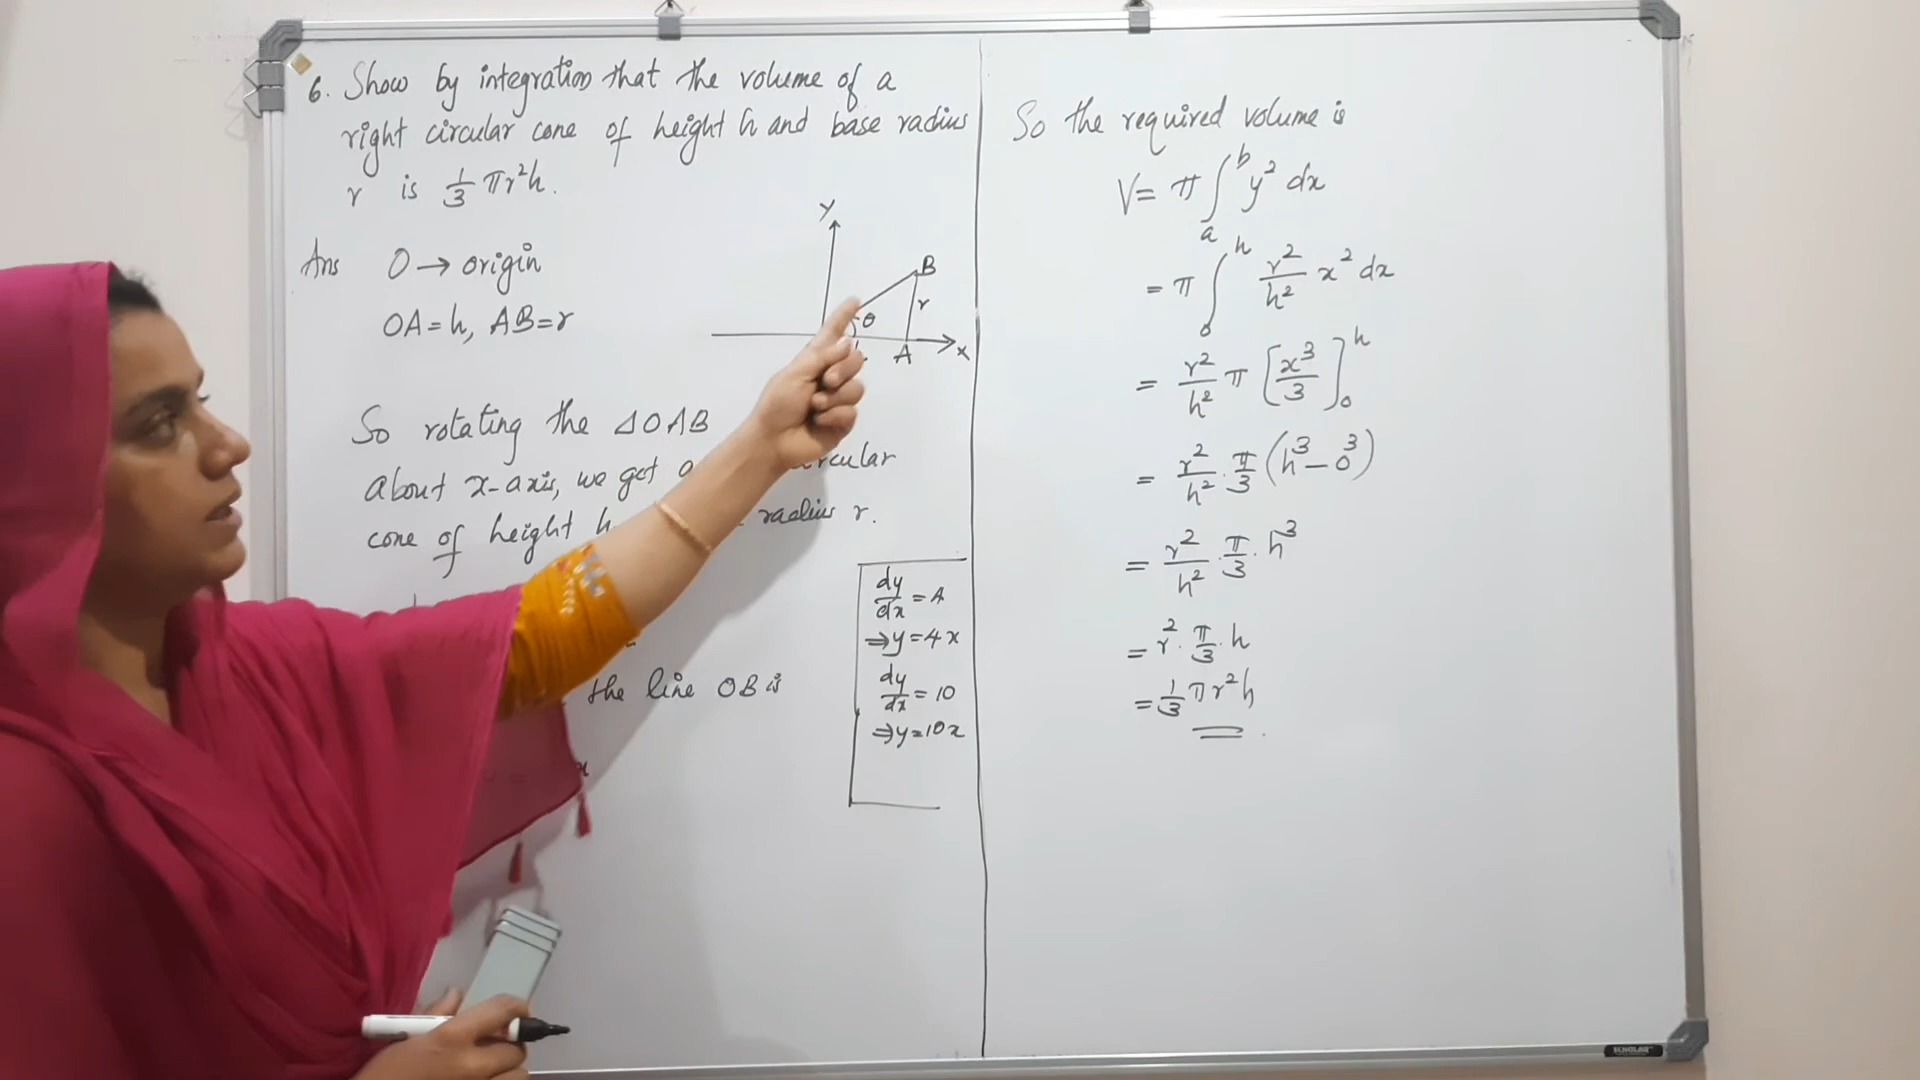 6. Show by integration that the volume of a
right circular cone of height h and base radius
r is 1/3 πr²h.
Ans O → origin
OA = h, AB = r
Y
B
r
θ
A
x
So rotating the △OAB
about x-axis, we get
cone of height h radius r.
the line OB is
dy/dx = 4
⇒ y = 4x
dy/dx = 10
⇒ y = 10x
So the required volume is
V = π ∫_a^b y² dx
= π ∫_0^h r²/h² x² dx
= r²/h² π [x³/3]_0^h
= r²/h² · π/3 (h³ − 0³)
= r²/h² · π/3 · h³
= r² · π/3 · h
= 1/3 πr²h